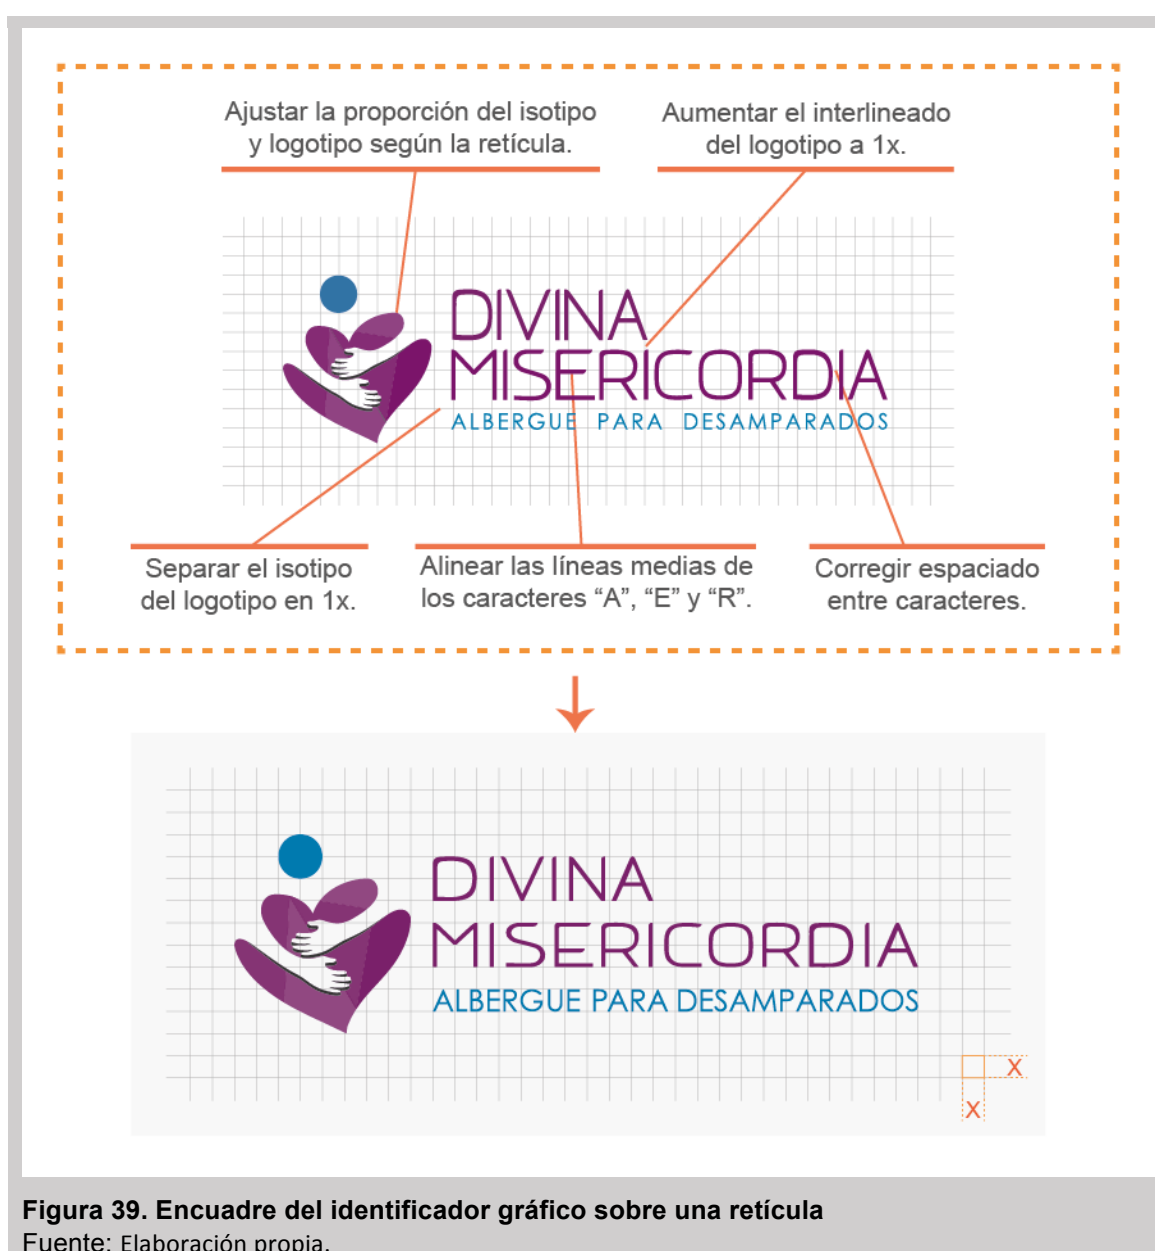 Ajustar la proporción del isotipo
y logotipo según la retícula.
Aumentar el interlineado
del logotipo a 1x.
DIVINA
MISERICORDIA
ALBERGUE PARA DESAMPARADOS
Separar el isotipo
del logotipo en 1x.
Alinear las líneas medias de
los caracteres “A”, “E” y “R”.
Corregir espaciado
entre caracteres.
DIVINA
MISERICORDIA
ALBERGUE PARA DESAMPARADOS
X
X
Figura 39. Encuadre del identificador gráfico sobre una retícula
Fuente: Elaboración propia.